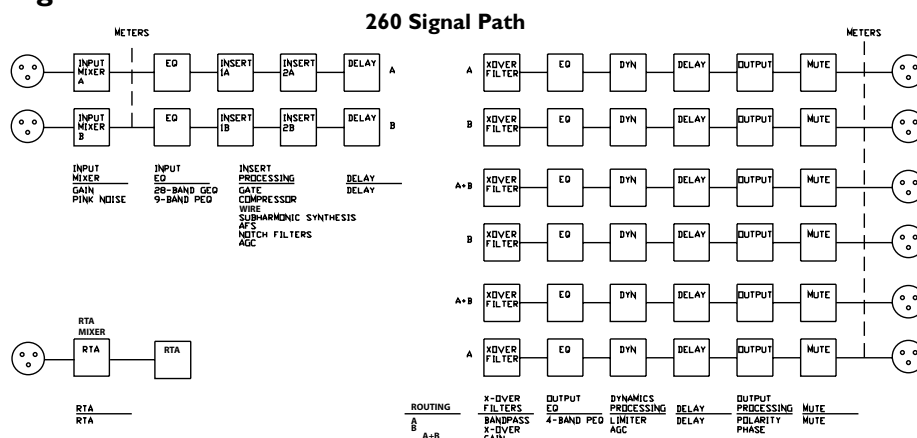 260 Signal Path
METERS
INPUT MIXER A
EQ
INSERT 1A
INSERT 2A
DELAY
A
INPUT MIXER B
EQ
INSERT 1B
INSERT 2B
DELAY
B
INPUT MIXER
GAIN
PINK NOISE
INPUT EQ
28-BAND GEQ
9-BAND PEQ
INSERT PROCESSING
GATE
COMPRESSOR
WIRE
SUBHARMONIC SYNTHESIS
AFS
NOTCH FILTERS
AGC
DELAY
DELAY
RTA MIXER
RTA
RTA
RTA
RTA
METERS
A
XOVER FILTER
EQ
DYN
DELAY
OUTPUT
MUTE
B
XOVER FILTER
EQ
DYN
DELAY
OUTPUT
MUTE
A+B
XOVER FILTER
EQ
DYN
DELAY
OUTPUT
MUTE
B
XOVER FILTER
EQ
DYN
DELAY
OUTPUT
MUTE
A+B
XOVER FILTER
EQ
DYN
DELAY
OUTPUT
MUTE
A
XOVER FILTER
EQ
DYN
DELAY
OUTPUT
MUTE
ROUTING
A
B
A+B
X-OVER FILTERS
BANDPASS
X-OVER
GAIN
OUTPUT EQ
4-BAND PEQ
DYNAMICS PROCESSING
LIMITER
AGC
DELAY
DELAY
OUTPUT PROCESSING
POLARITY
PHASE
MUTE
MUTE